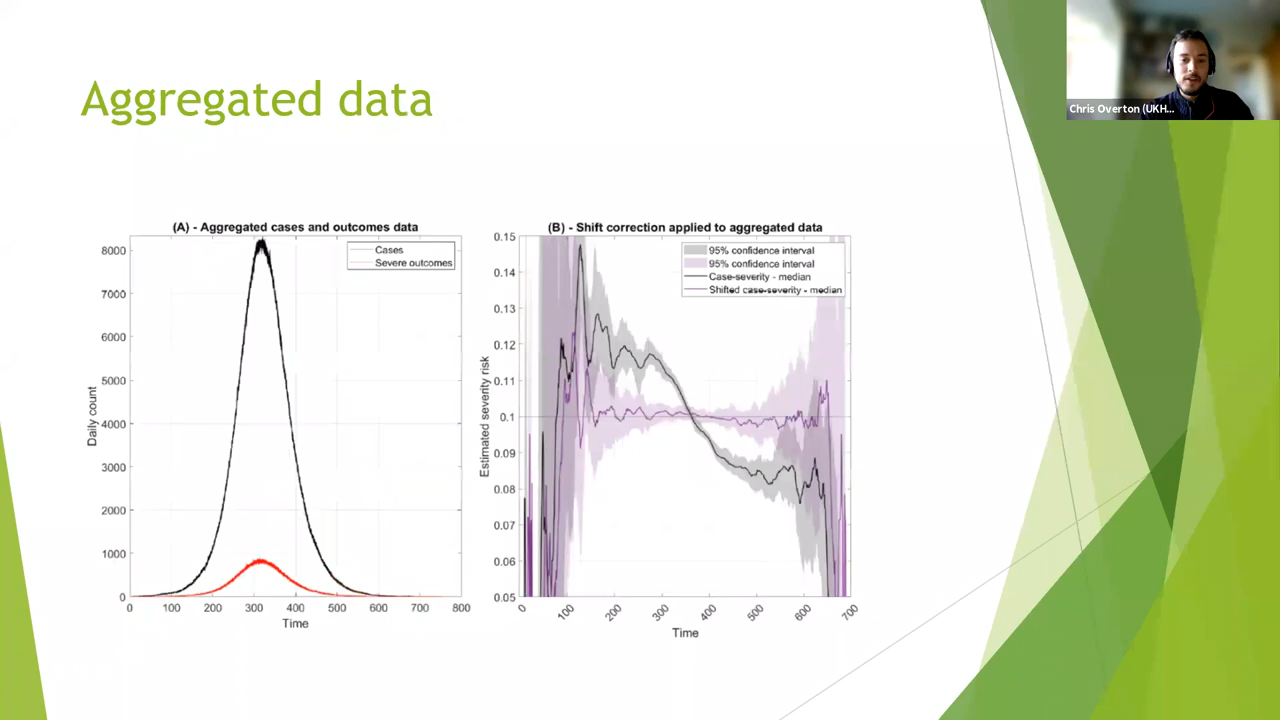 Aggregated data
Chris Overton (UKH...
(A) - Aggregated cases and outcomes data
Cases
Severe outcomes
8000
7000
6000
5000
4000
3000
2000
1000
0
Daily count
0 100 200 300 400 500 600 700 800
Time
(B) - Shift correction applied to aggregated data
95% confidence interval
95% confidence interval
Case-severity - median
Shifted case-severity - median
0.15
0.14
0.13
0.12
0.11
0.1
0.09
0.08
0.07
0.06
0.05
Estimated severity risk
0 100 200 300 400 500 600 700
Time